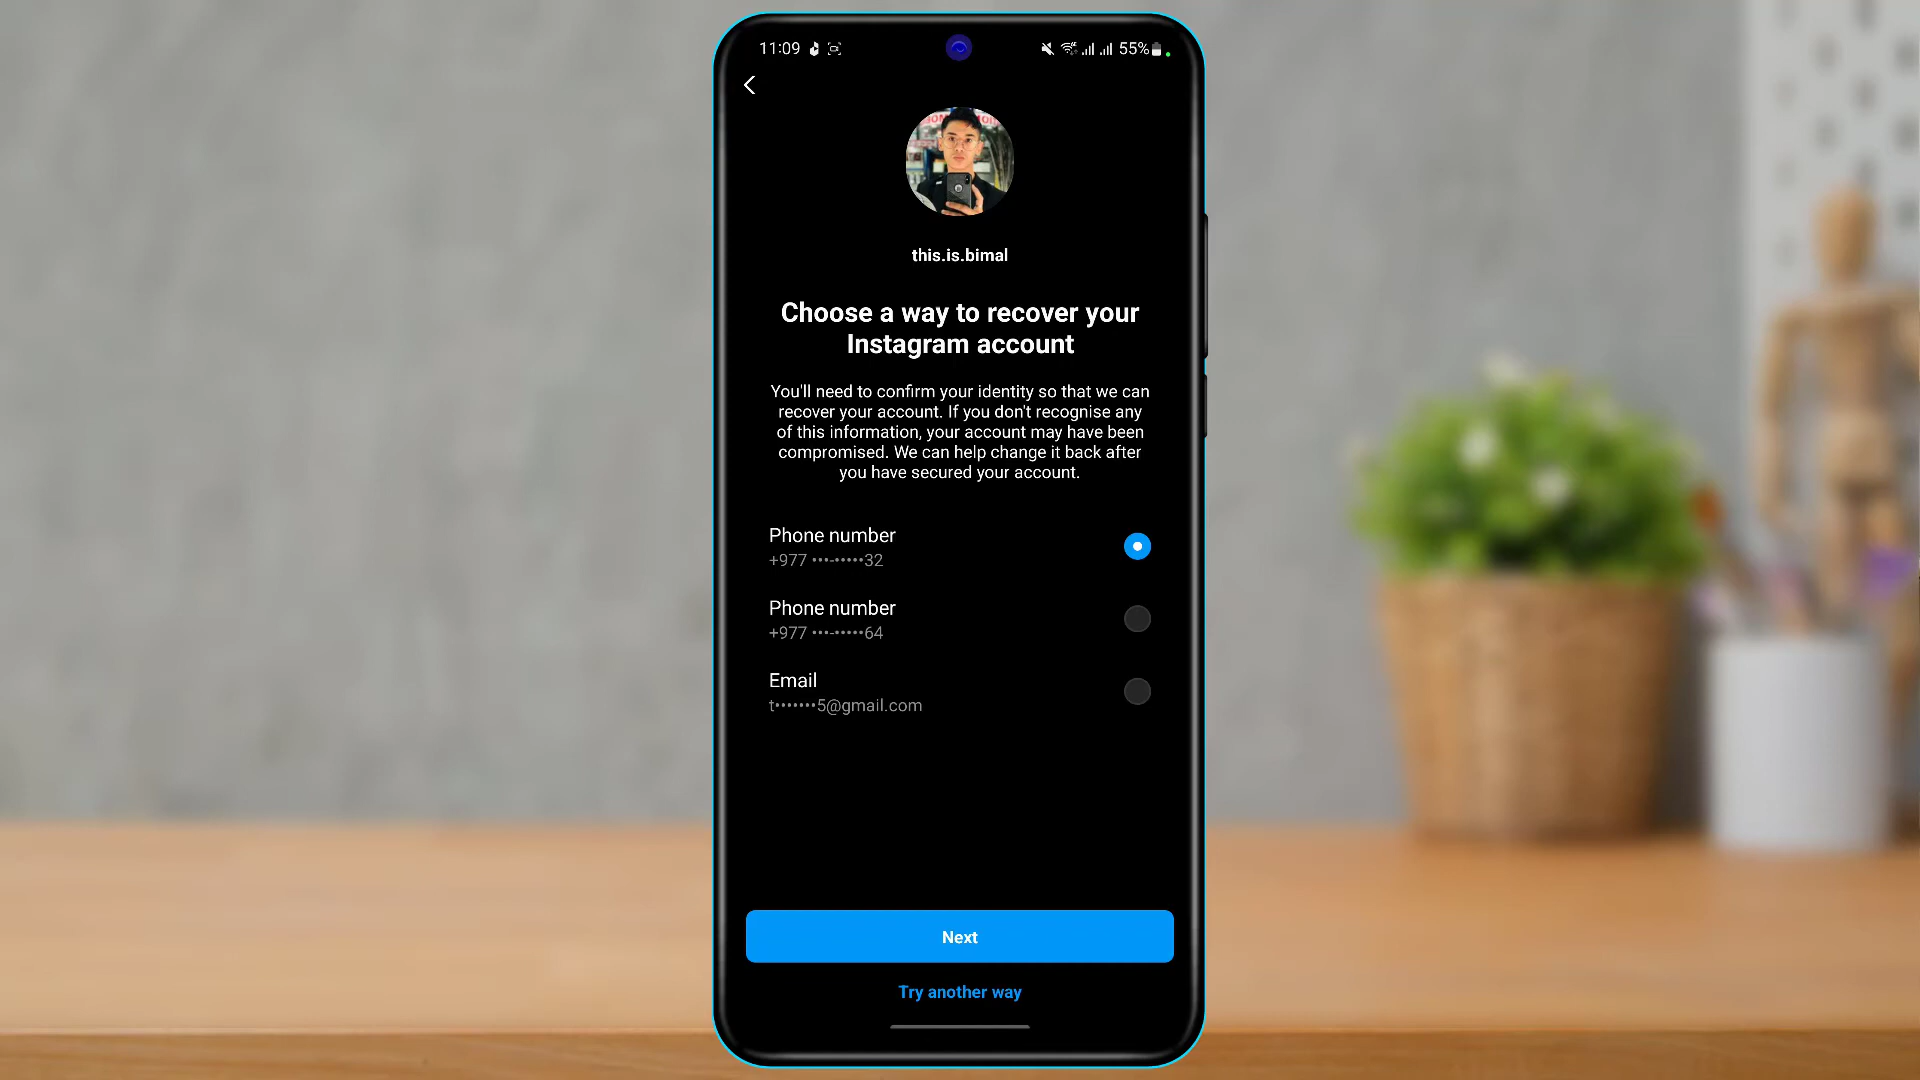 11:09
55%
this.is.bimal
Choose a way to recover your
Instagram account
You'll need to confirm your identity so that we can
recover your account. If you don't recognise any
of this information, your account may have been
compromised. We can help change it back after
you have secured your account.
Phone number
+977 •••-•••••32
Phone number
+977 •••-•••••64
Email
t•••••••5@gmail.com
Next
Try another way